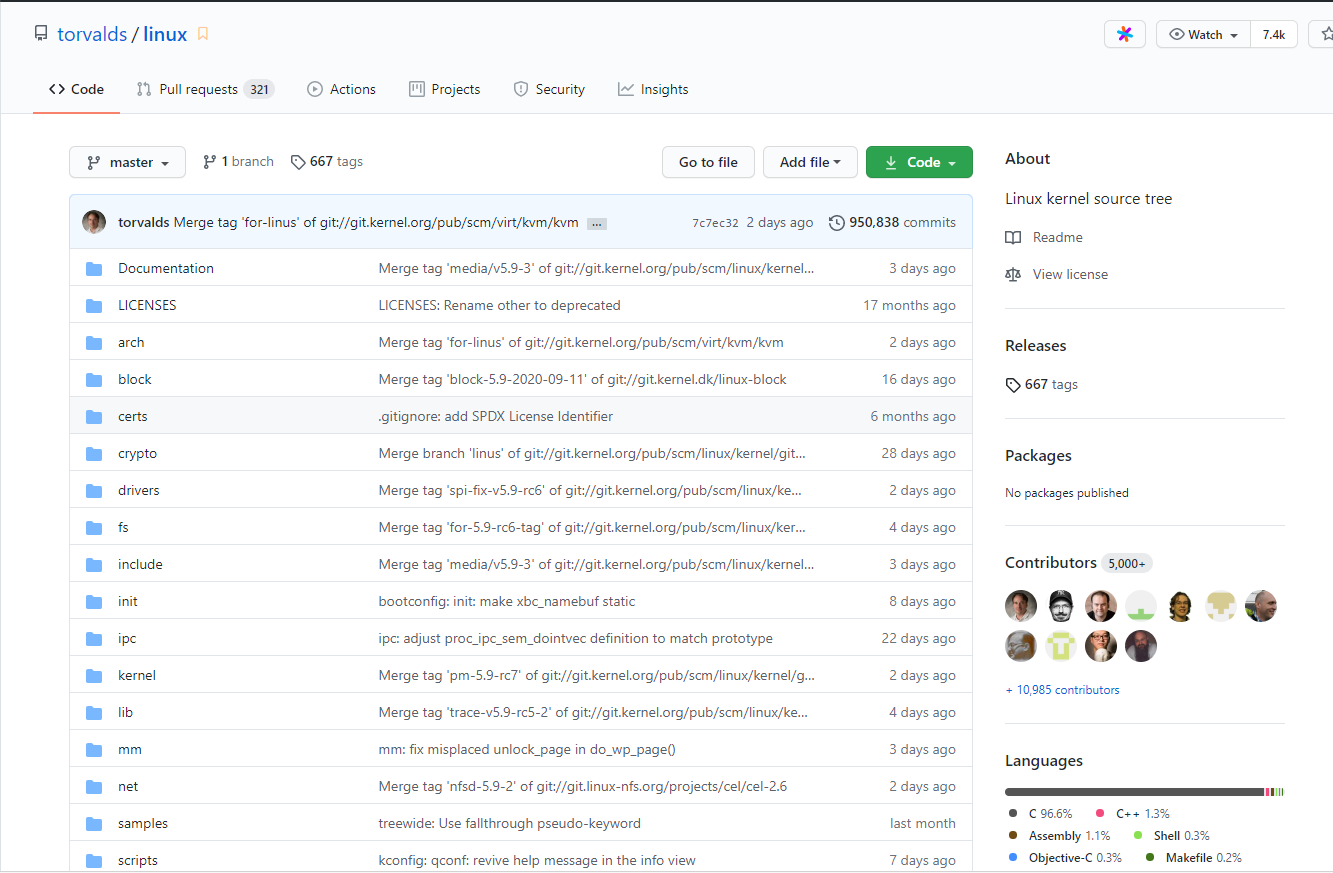 torvalds / linux
Watch 7.4k
Code Pull requests 321 Actions Projects Security Insights
master 1 branch 667 tags Go to file Add file Code
torvalds Merge tag 'for-linus' of git://git.kernel.org/pub/scm/virt/kvm/kvm ... 7c7ec32 2 days ago 950,838 commits
Documentation Merge tag 'media/v5.9-3' of git://git.kernel.org/pub/scm/linux/kernel... 3 days ago
LICENSES LICENSES: Rename other to deprecated 17 months ago
arch Merge tag 'for-linus' of git://git.kernel.org/pub/scm/virt/kvm/kvm 2 days ago
block Merge tag 'block-5.9-2020-09-11' of git://git.kernel.dk/linux-block 16 days ago
certs .gitignore: add SPDX License Identifier 6 months ago
crypto Merge branch 'linus' of git://git.kernel.org/pub/scm/linux/kernel/git... 28 days ago
drivers Merge tag 'spi-fix-v5.9-rc6' of git://git.kernel.org/pub/scm/linux/ke... 2 days ago
fs Merge tag 'for-5.9-rc6-tag' of git://git.kernel.org/pub/scm/linux/ker... 4 days ago
include Merge tag 'media/v5.9-3' of git://git.kernel.org/pub/scm/linux/kernel... 3 days ago
init bootconfig: init: make xbc_namebuf static 8 days ago
ipc ipc: adjust proc_ipc_sem_dointvec definition to match prototype 22 days ago
kernel Merge tag 'pm-5.9-rc7' of git://git.kernel.org/pub/scm/linux/kernel/g... 2 days ago
lib Merge tag 'trace-v5.9-rc5-2' of git://git.kernel.org/pub/scm/linux/ke... 4 days ago
mm mm: fix misplaced unlock_page in do_wp_page() 3 days ago
net Merge tag 'nfsd-5.9-2' of git://git.linux-nfs.org/projects/cel/cel-2.6 2 days ago
samples treewide: Use fallthrough pseudo-keyword last month
scripts kconfig: qconf: revive help message in the info view 7 days ago
About
Linux kernel source tree
Readme
View license
Releases
667 tags
Packages
No packages published
Contributors 5,000+
+ 10,985 contributors
Languages
C 96.6% C++ 1.3%
Assembly 1.1% Shell 0.3%
Objective-C 0.3% Makefile 0.2%